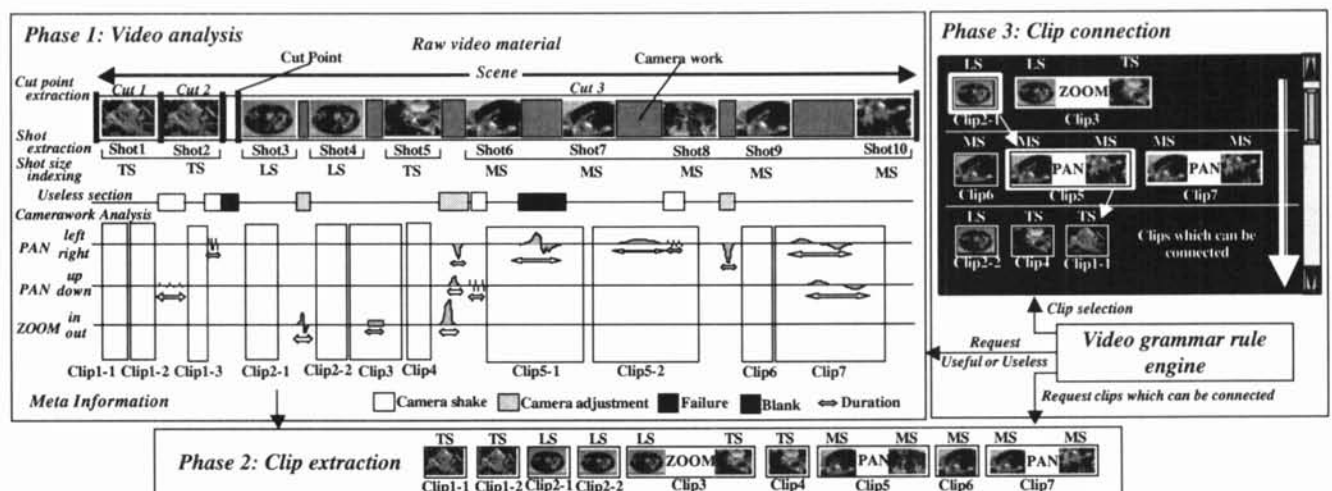 Phase 1: Video analysis
Raw video material
Cut Point
Camera work
Scene
Cut point extraction
Cut 1 Cut 2 Cut 3
Shot extraction
Shot1 Shot2 Shot3 Shot4 Shot5 Shot6 Shot7 Shot8 Shot9 Shot10
Shot size indexing
TS TS LS LS TS MS MS MS MS MS
Useless section
Camerawork Analysis
PAN left right
PAN up down
ZOOM in out
Clip1-1 Clip1-2 Clip1-3 Clip2-1 Clip2-2 Clip3 Clip4 Clip5-1 Clip5-2 Clip6 Clip7
Meta Information
Camera shake Camera adjustment Failure Blank Duration
Phase 3: Clip connection
LS LS TS
ZOOM
Clip2-1 Clip3
MS MS MS MS MS
PAN PAN
Clip6 Clip5 Clip7
LS TS TS
Clip2-2 Clip4 Clip1-1
Clips which can be connected
Clip selection
Request
Useful or Useless
Video grammar rule engine
Request clips which can be connected
Phase 2: Clip extraction
TS TS LS LS LS TS TS MS MS MS MS MS
ZOOM PAN PAN
Clip1-1 Clip1-2 Clip2-1 Clip2-2 Clip3 Clip4 Clip5 Clip6 Clip7